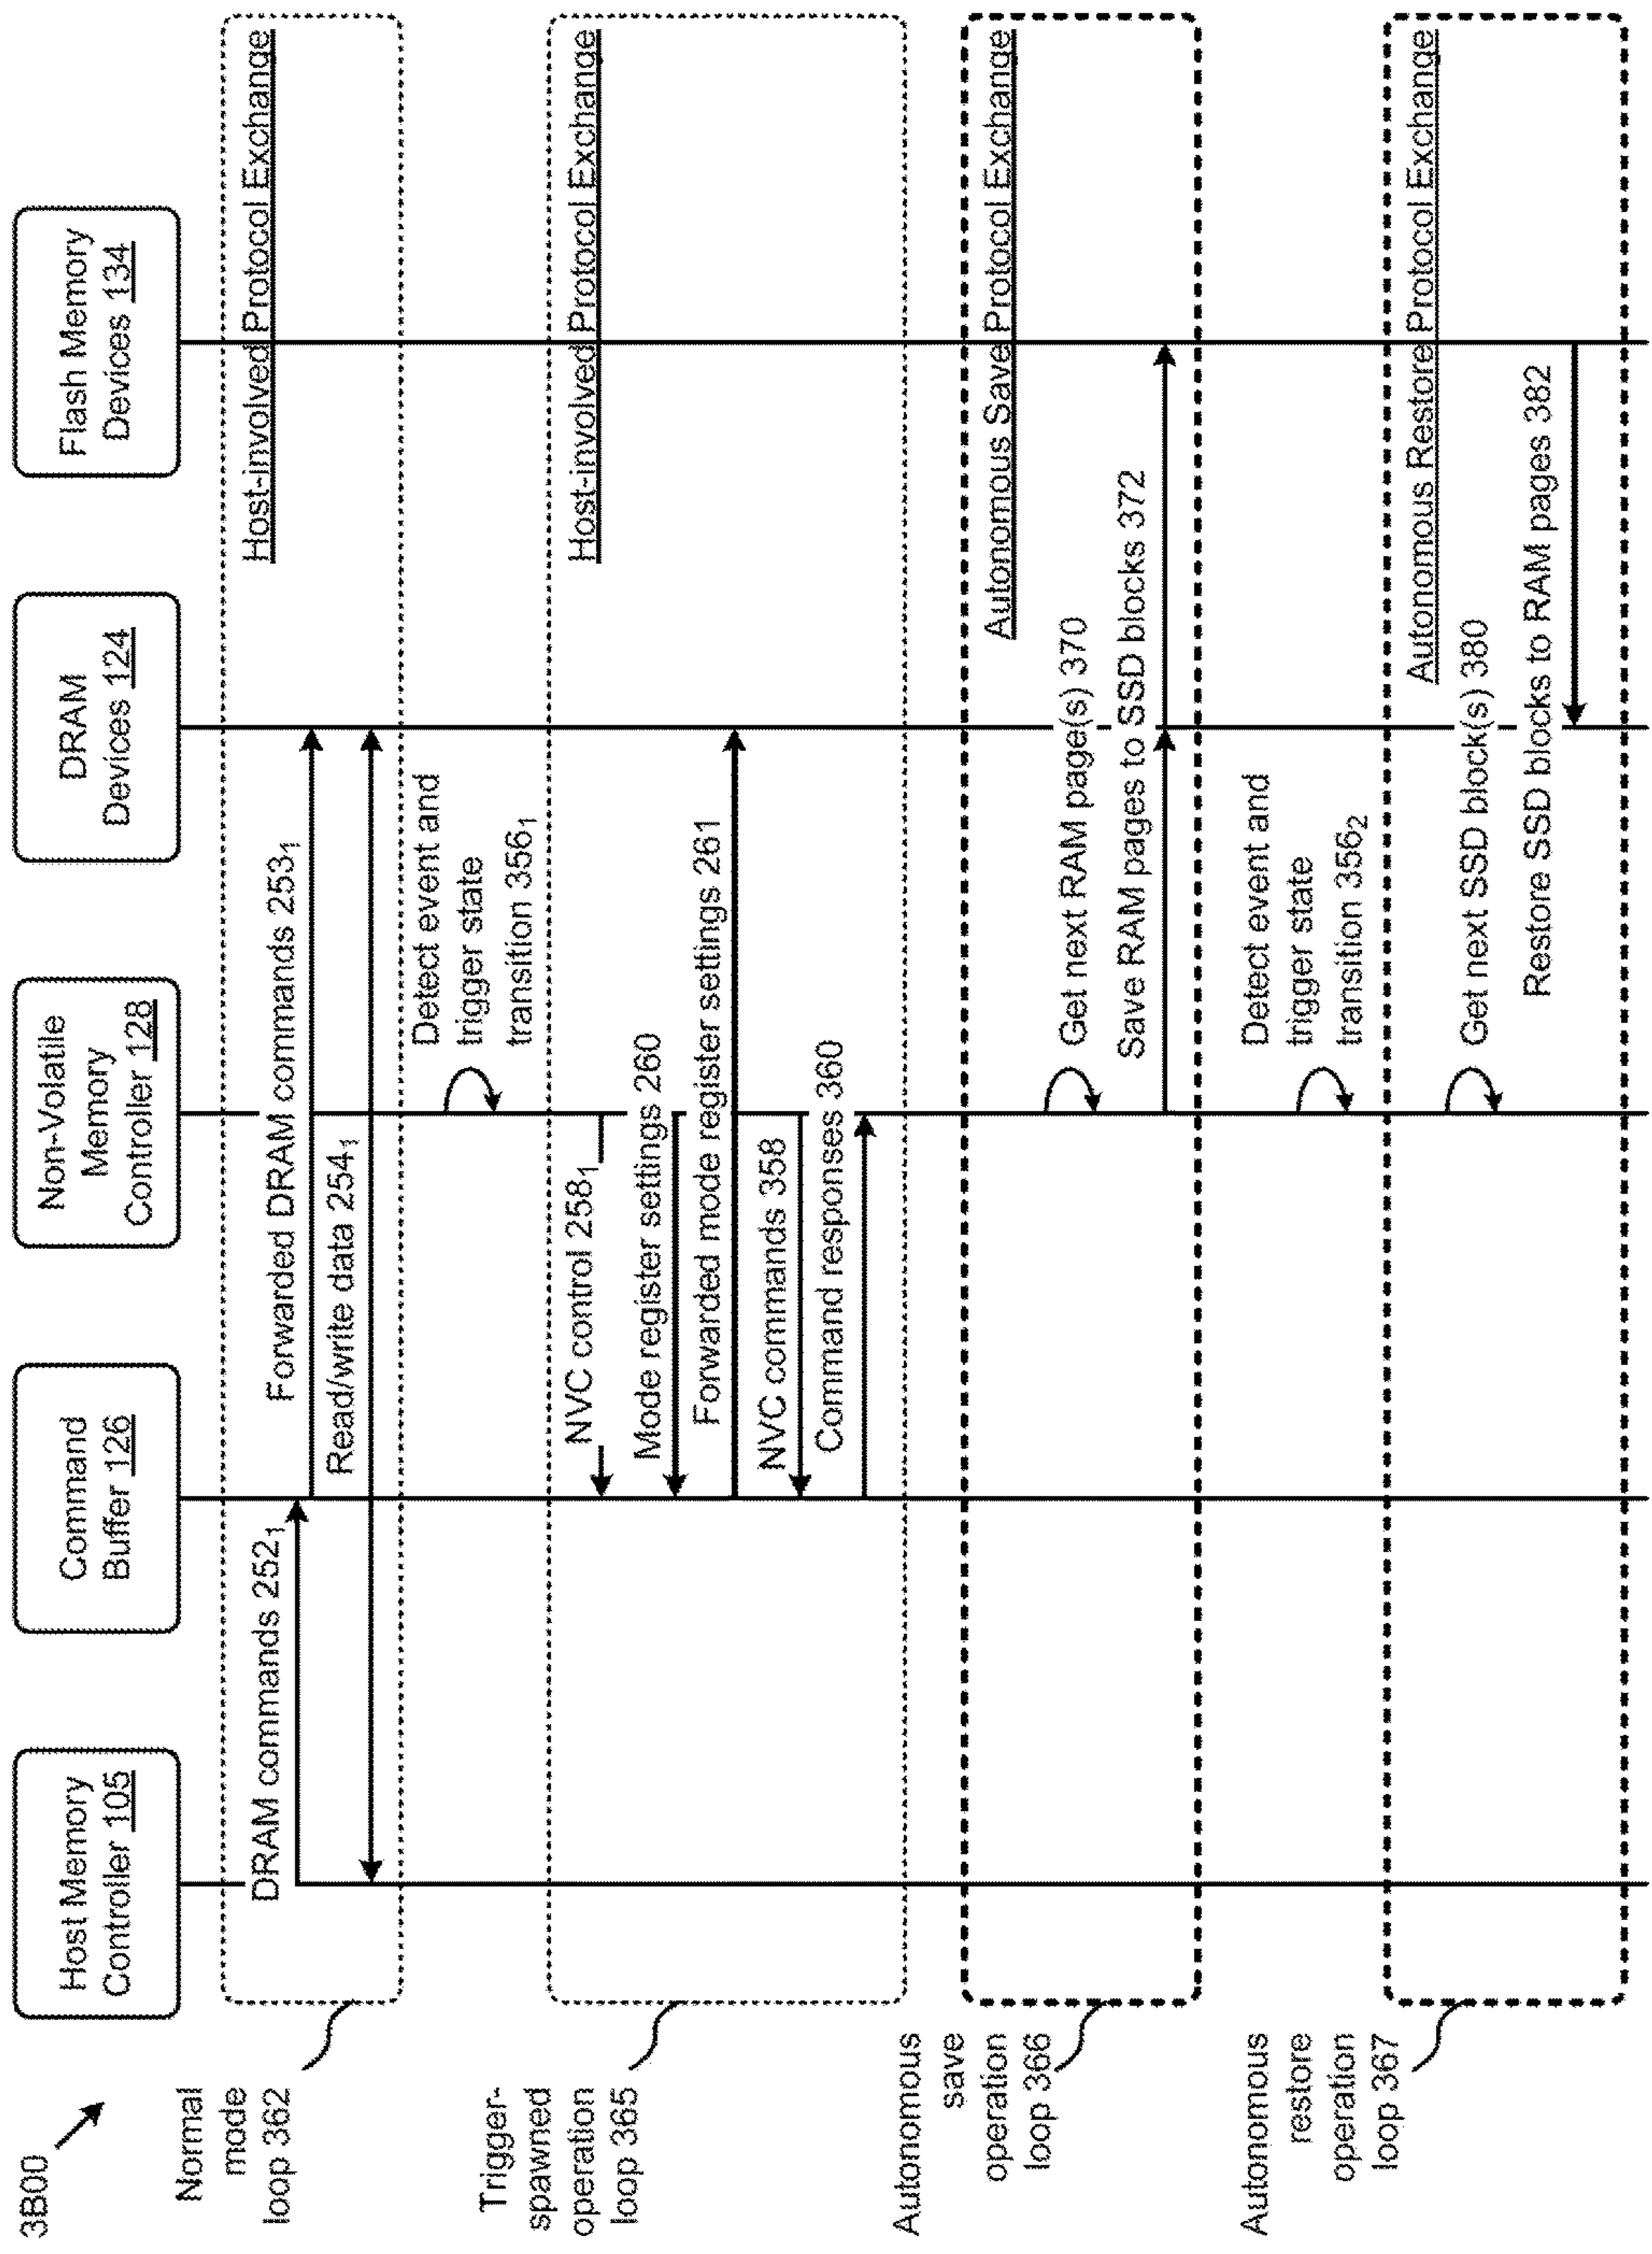 3B00
Host Memory
Controller 105
Command
Buffer 126
Non-Volatile
Memory
Controller 128
DRAM
Devices 124
Flash Memory
Devices 134
Normal
mode
loop 362
Host-involved Protocol Exchange
DRAM commands 252₁
Forwarded DRAM commands 253₁
Read/write data 254₁
Detect event and
trigger state
transition 356₁
Trigger-
spawned
operation
loop 365
Host-involved Protocol Exchange
NVC control 258₁
Mode register settings 260
Forwarded mode register settings 261
NVC commands 358
Command responses 360
Autonomous
save
operation
loop 366
Autonomous Save Protocol Exchange
Get next RAM page(s) 370
Save RAM pages to SSD blocks 372
Detect event and
trigger state
transition 356₂
Autonomous
restore
operation
loop 367
Autonomous Restore Protocol Exchange
Get next SSD block(s) 380
Restore SSD blocks to RAM pages 382